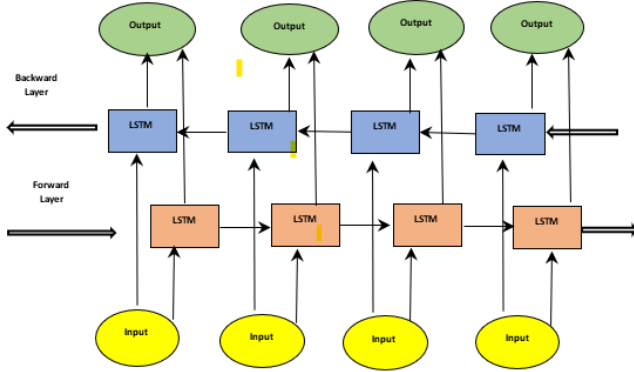 Output Output Output Output
Backward
Layer
LSTM LSTM LSTM LSTM
Forward
Layer
LSTM LSTM LSTM LSTM
Input Input Input Input